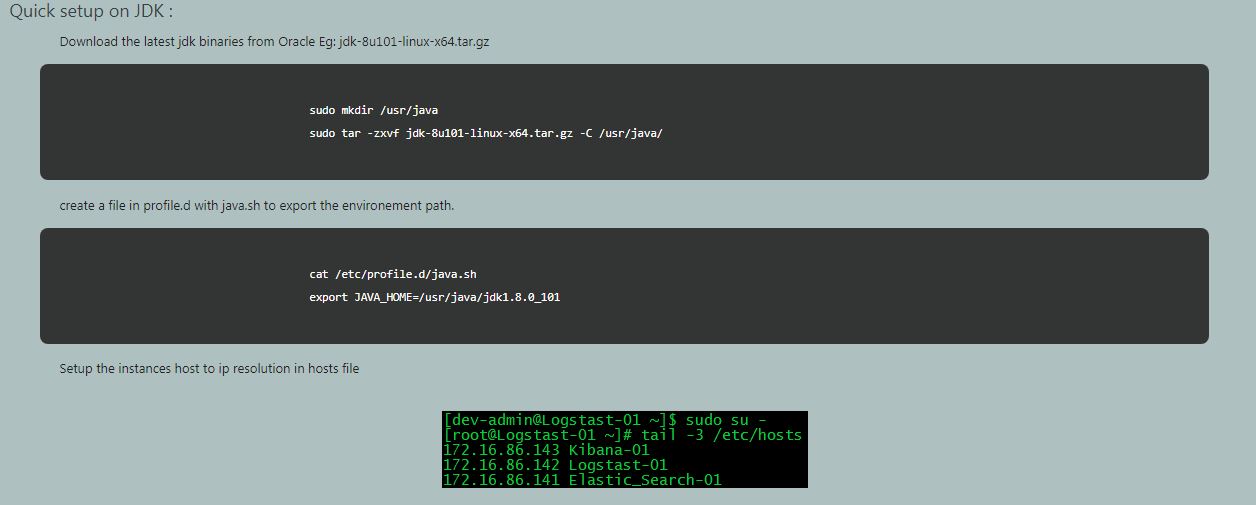 Quick setup on JDK :
Download the latest jdk binaries from Oracle Eg: jdk-8u101-linux-x64.tar.gz
sudo mkdir /usr/java
sudo tar -zxvf jdk-8u101-linux-x64.tar.gz -C /usr/java/
create a file in profile.d with java.sh to export the environement path.
cat /etc/profile.d/java.sh
export JAVA_HOME=/usr/java/jdk1.8.0_101
Setup the instances host to ip resolution in hosts file
[dev-admin@Logstast-01 ~]$ sudo su -
[root@Logstast-01 ~]# tail -3 /etc/hosts
172.16.86.143 Kibana-01
172.16.86.142 Logstast-01
172.16.86.141 Elastic_Search-01